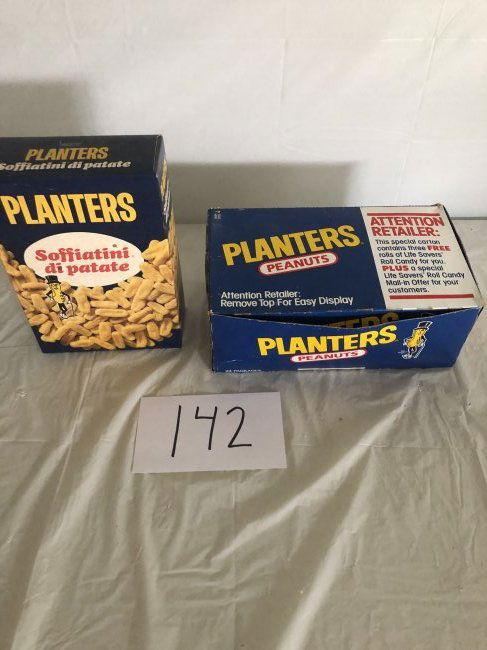 PLANTERS
Soffiatini di patate
PLANTERS
Soffiatini
di patate
PLANTERS
PEANUTS
Attention Retailer:
Remove Top For Easy Display
ATTENTION
RETAILER:
This special carton
contains three FREE
rolls of Life Savers
Roll Candy for you.
PLUS a special
Life Savers Roll Candy
Mail-in Offer for your
customers.
PLANTERS
PEANUTS
24 PACKAGES
142